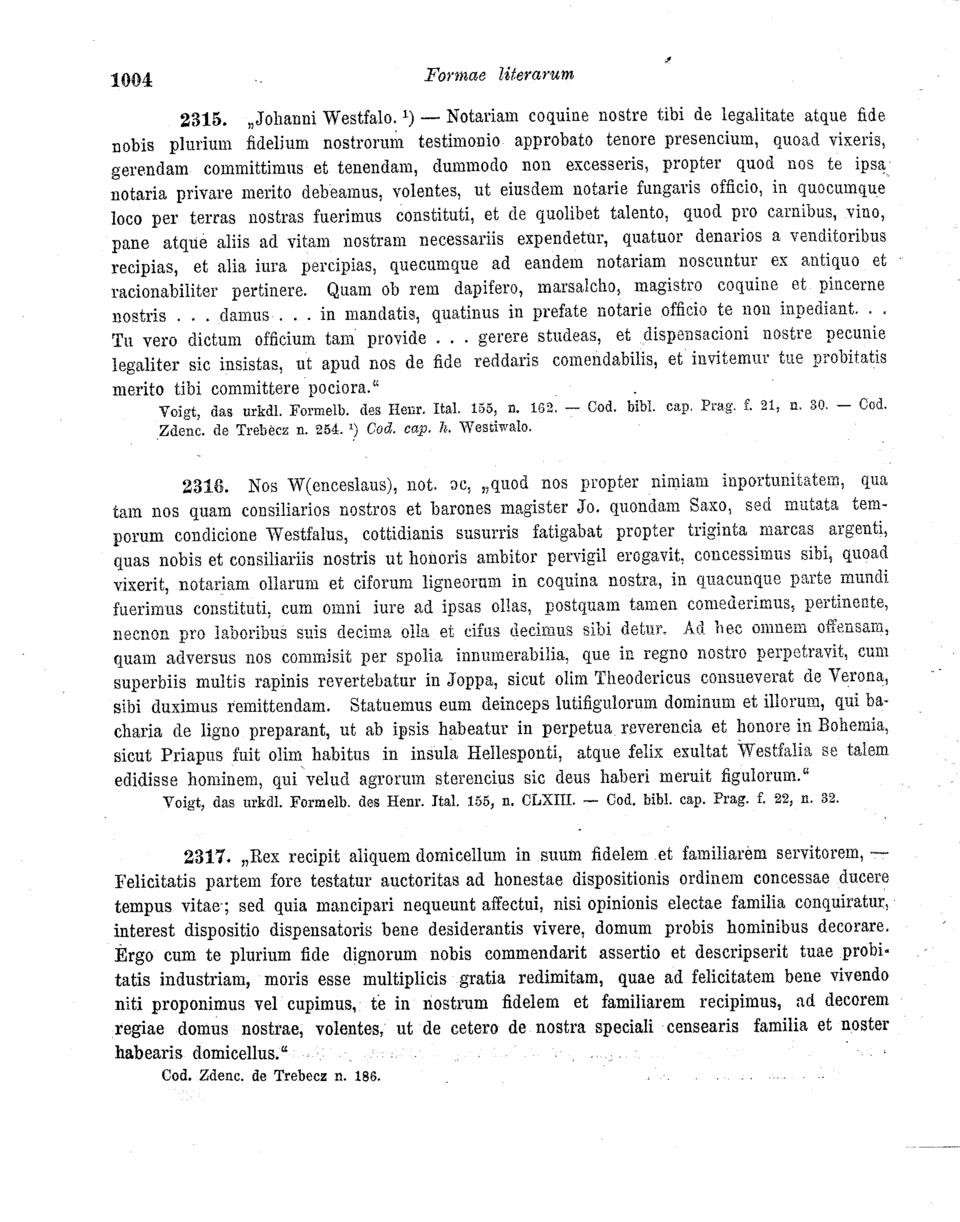 1004
Formae literarum
2315. „Johanni Westfalo. ¹) — Notariam coquine nostre tibi de legalitate atque fide
nobis plurium fidelium nostrorum testimonio approbato tenore presencium, quoad vixeris,
gerendam committimus et tenendam, dummodo non excesseris, propter quod nos te ipsa
notaria privare merito debeamus, volentes, ut eiusdem notarie fungaris officio, in quocumque
loco per terras nostras fuerimus constituti, et de quolibet talento, quod pro carnibus, vino,
pane atque aliis ad vitam nostram necessariis expendetur, quatuor denarios a venditoribus
recipias, et alia iura percipias, quecumque ad eandem notariam noscuntur ex antiquo et
racionabiliter pertinere. Quam ob rem dapifero, marsalcho, magistro coquine et pincerne
nostris . . . damus . . . in mandatis, quatinus in prefate notarie officio te non inpediant. . .
Tu vero dictum officium tam provide . . . gerere studeas, et dispensacioni nostre pecunie
legaliter sic insistas, ut apud nos de fide reddaris comendabilis, et invitemur tue probitatis
merito tibi committere pociora.“
Voigt, das urkdl. Formelb. des Henr. Ital. 155, n. 162. — Cod. bibl. cap. Prag. f. 21, n. 30. — Cod.
Zdenc. de Trebecz n. 254. ¹) Cod. cap. h. Westiwalo.
2316. Nos W(enceslaus), not. ɔc, „quod nos propter nimiam inportunitatem, qua
tam nos quam consiliarios nostros et barones magister Jo. quondam Saxo, sed mutata tem-
porum condicione Westfalus, cottidianis susurris fatigabat propter triginta marcas argenti,
quas nobis et consiliariis nostris ut honoris ambitor pervigil erogavit, concessimus sibi, quoad
vixerit, notariam ollarum et ciforum ligneorum in coquina nostra, in quacunque parte mundi
fuerimus constituti, cum omni iure ad ipsas ollas, postquam tamen comederimus, pertinente,
necnon pro laboribus suis decima olla et cifus decimus sibi detur. Ad hec omnem offensam,
quam adversus nos commisit per spolia innumerabilia, que in regno nostro perpetravit, cum
superbiis multis rapinis revertebatur in Joppa, sicut olim Theodericus consueverat de Verona,
sibi duximus remittendam. Statuemus eum deinceps lutifigulorum dominum et illorum, qui ba-
charia de ligno preparant, ut ab ipsis habeatur in perpetua reverencia et honore in Bohemia,
sicut Priapus fuit olim habitus in insula Hellesponti, atque felix exultat Westfalia se talem
edidisse hominem, qui velud agrorum sterencius sic deus haberi meruit figulorum.“
Voigt, das urkdl. Formelb. des Henr. Ital. 155, n. CLXIII. — Cod. bibl. cap. Prag. f. 22, n. 32.
2317. „Rex recipit aliquem domicellum in suum fidelem et familiarem servitorem, —
Felicitatis partem fore testatur auctoritas ad honestae dispositionis ordinem concessae ducere
tempus vitae; sed quia mancipari nequeunt affectui, nisi opinionis electae familia conquiratur,
interest dispositio dispensatoris bene desiderantis vivere, domum probis hominibus decorare.
Ergo cum te plurium fide dignorum nobis commendarit assertio et descripserit tuae probi-
tatis industriam, moris esse multiplicis gratia redimitam, quae ad felicitatem bene vivendo
niti proponimus vel cupimus, te in nostrum fidelem et familiarem recipimus, ad decorem
regiae domus nostrae, volentes, ut de cetero de nostra speciali censearis familia et noster
habearis domicellus.“
Cod. Zdenc. de Trebecz n. 186.